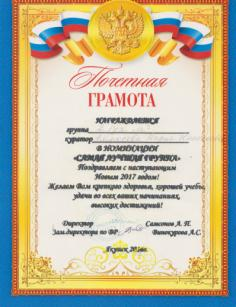 Почетная
ГРАМОТА
НАГРАЖДАЕТСЯ
группа
куратор
В НОМИНАЦИИ
«САМАЯ ЛУЧШАЯ ГРУППА»
Поздравляем с наступающим
Новым 2017 годом!
Желаем Вам крепкого здоровья, хорошей учебы,
удачи во всех ваших начинаниях,
высоких достижений!
Директор Самсонов А. П.
Зам.директора по ВР Винокурова А.С.
Якутск